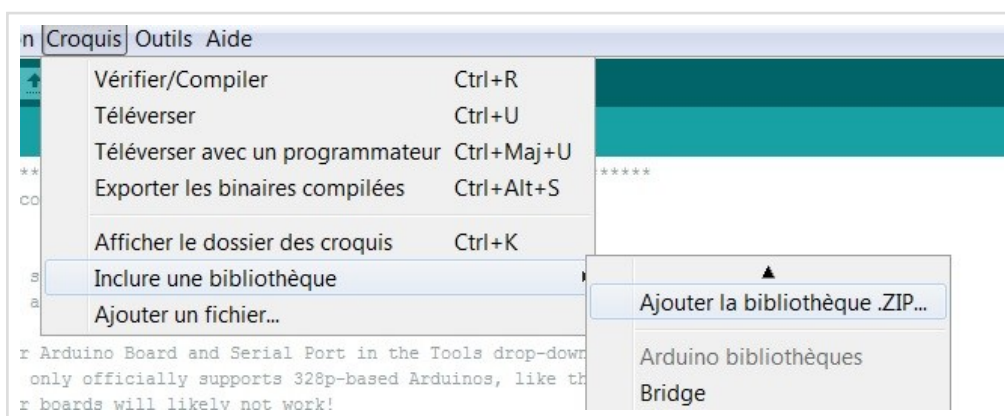 n Croquis Outils Aide
Vérifier/Compiler Ctrl+R
Téléverser Ctrl+U
Téléverser avec un programmateur Ctrl+Maj+U
** *****
Exporter les binaires compilées Ctrl+Alt+S
co
Afficher le dossier des croquis Ctrl+K
s Inclure une bibliothèque
a Ajouter la bibliothèque .ZIP...
Ajouter un fichier...
r Arduino Board and Serial Port in the Tools drop-down
Arduino bibliothèques
only officially supports 328p-based Arduinos, like th
Bridge
r boards will likely not work!